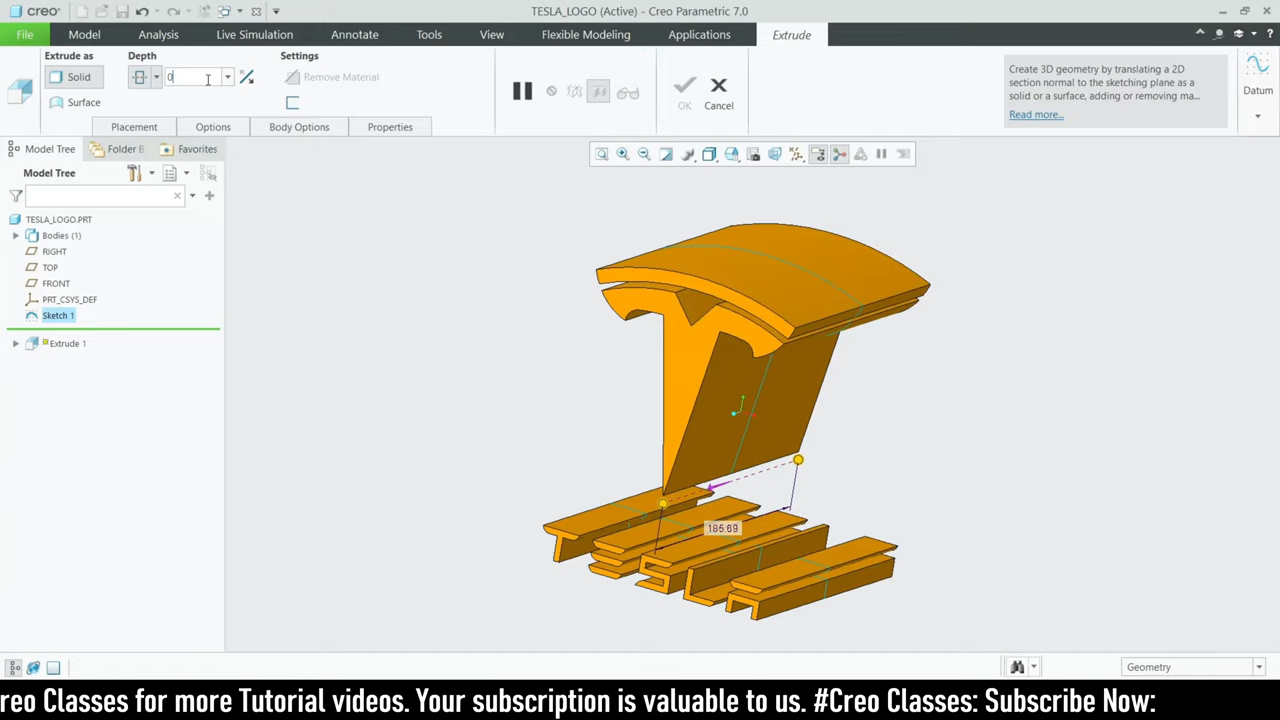 creo
TESLA_LOGO (Active) - Creo Parametric 7.0
File Model Analysis Live Simulation Annotate Tools View Flexible Modeling Applications Extrude
Extrude as Depth Settings
Solid 0 Remove Material
Surface
OK Cancel
Create 3D geometry by translating a 2D
section normal to the sketching plane as a
solid or a surface, adding or removing ma...
Read more...
Datum
Placement Options Body Options Properties
Model Tree Folder B Favorites
Model Tree
TESLA_LOGO.PRT
Bodies (1)
RIGHT
TOP
FRONT
PRT_CSYS_DEF
Sketch 1
Extrude 1
185.69
Geometry
reo Classes for more Tutorial videos. Your subscription is valuable to us. #Creo Classes: Subscribe Now: